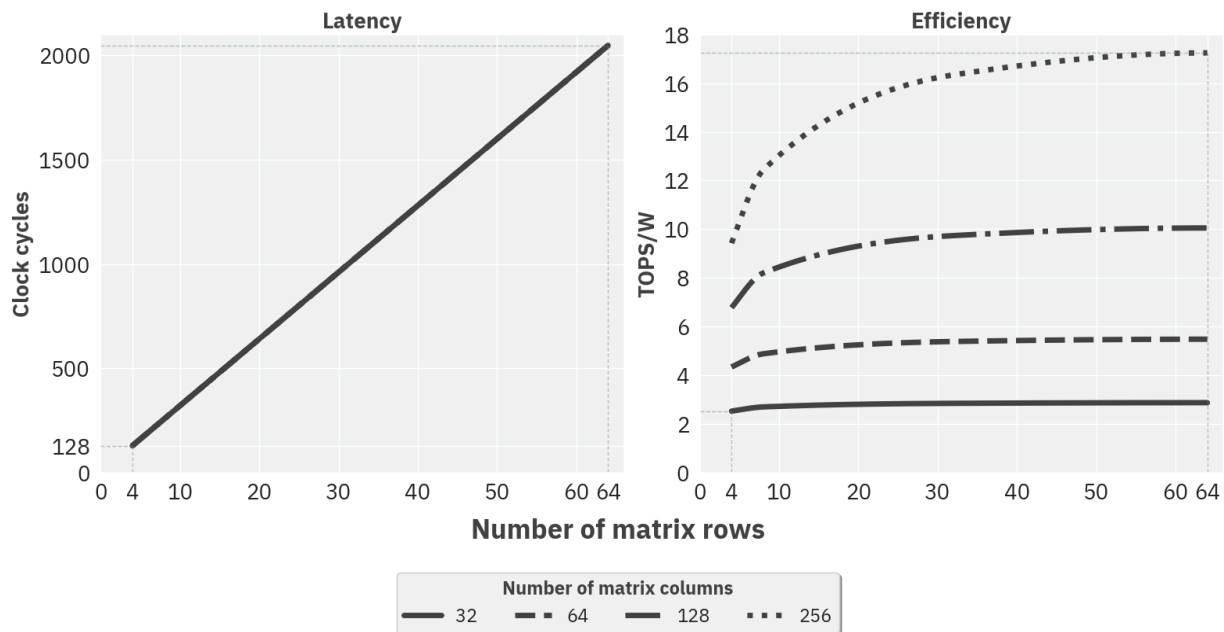 Latency
Efficiency
Clock cycles
2000
1500
1000
500
128
0
0 4 10 20 30 40 50 60 64
TOPS/W
18
16
14
12
10
8
6
4
2
0
0 4 10 20 30 40 50 60 64
Number of matrix rows
Number of matrix columns
32 64 128 256